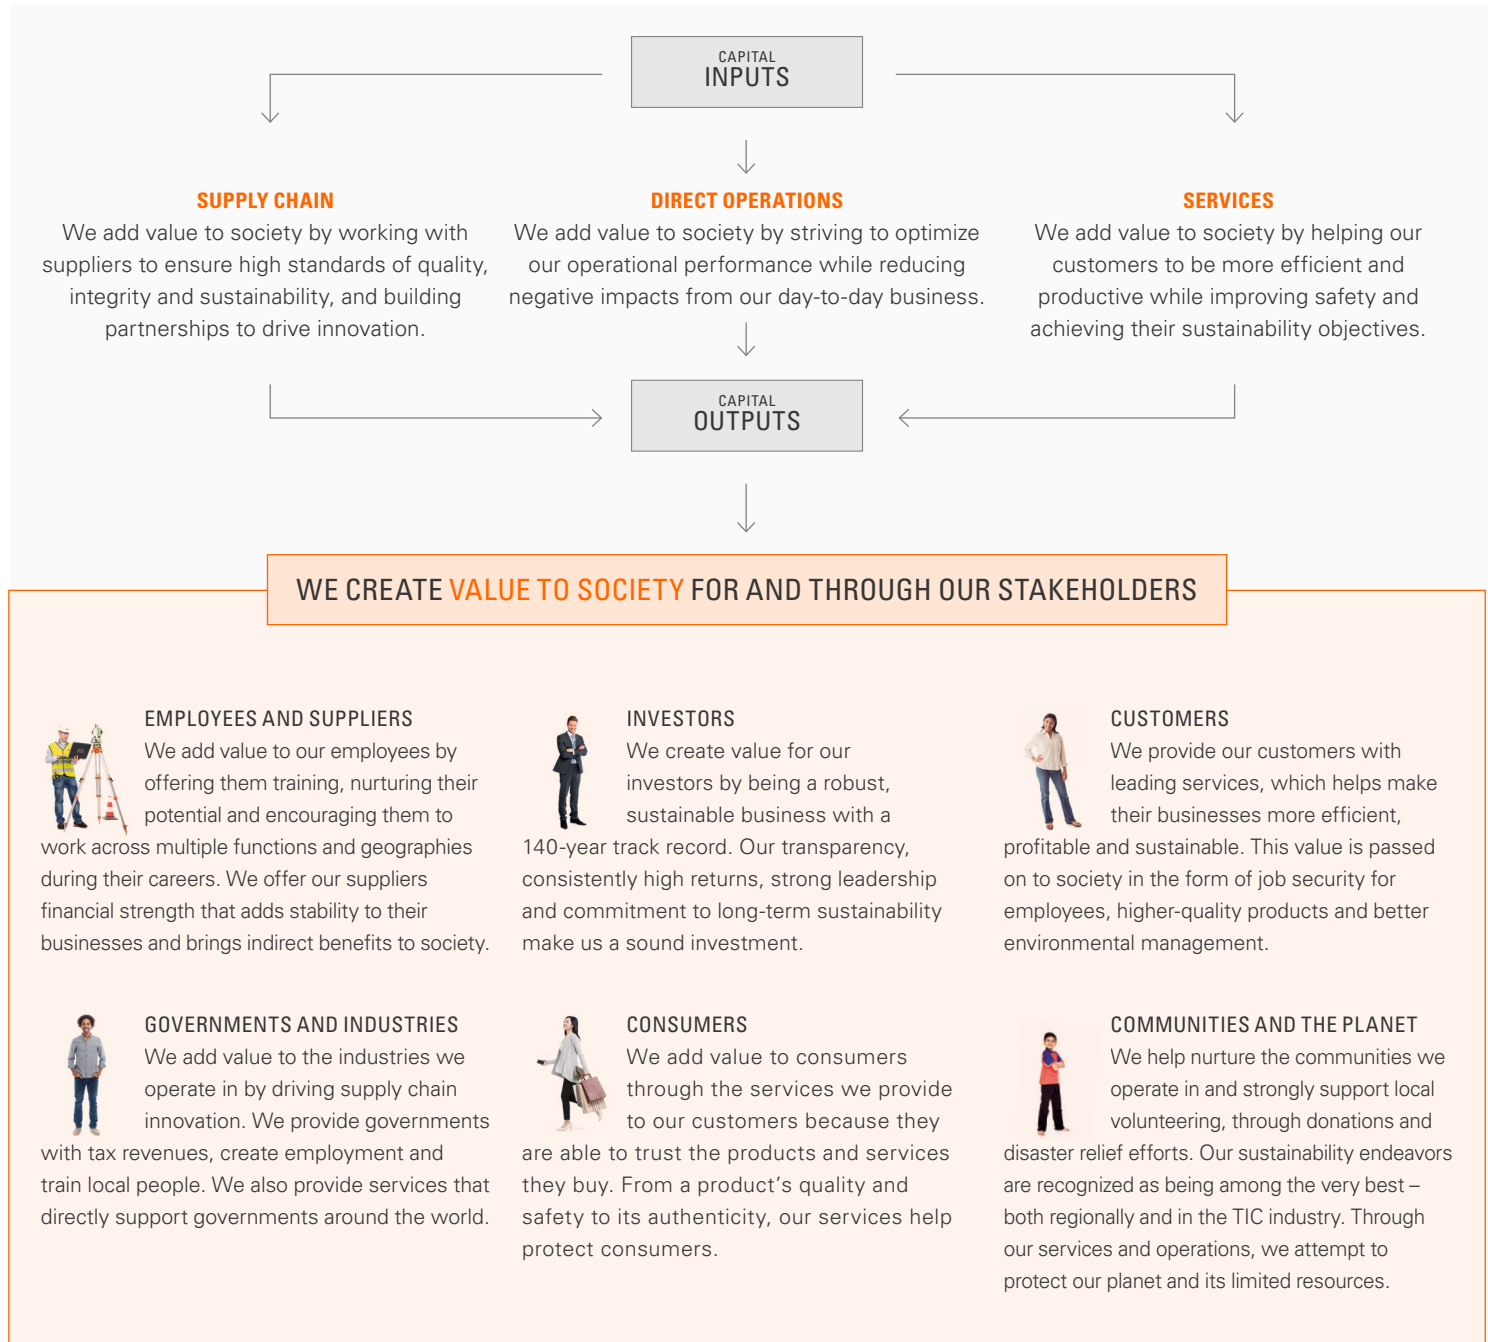 CAPITAL
INPUTS
SUPPLY CHAIN
We add value to society by working with
suppliers to ensure high standards of quality,
integrity and sustainability, and building
partnerships to drive innovation.
DIRECT OPERATIONS
We add value to society by striving to optimize
our operational performance while reducing
negative impacts from our day-to-day business.
SERVICES
We add value to society by helping our
customers to be more efficient and
productive while improving safety and
achieving their sustainability objectives.
CAPITAL
OUTPUTS
WE CREATE VALUE TO SOCIETY FOR AND THROUGH OUR STAKEHOLDERS
EMPLOYEES AND SUPPLIERS
We add value to our employees by
offering them training, nurturing their
potential and encouraging them to
work across multiple functions and geographies
during their careers. We offer our suppliers
financial strength that adds stability to their
businesses and brings indirect benefits to society.
INVESTORS
We create value for our
investors by being a robust,
sustainable business with a
140-year track record. Our transparency,
consistently high returns, strong leadership
and commitment to long-term sustainability
make us a sound investment.
CUSTOMERS
We provide our customers with
leading services, which helps make
their businesses more efficient,
profitable and sustainable. This value is passed
on to society in the form of job security for
employees, higher-quality products and better
environmental management.
GOVERNMENTS AND INDUSTRIES
We add value to the industries we
operate in by driving supply chain
innovation. We provide governments
with tax revenues, create employment and
train local people. We also provide services that
directly support governments around the world.
CONSUMERS
We add value to consumers
through the services we provide
to our customers because they
are able to trust the products and services
they buy. From a product's quality and
safety to its authenticity, our services help
protect consumers.
COMMUNITIES AND THE PLANET
We help nurture the communities we
operate in and strongly support local
volunteering, through donations and
disaster relief efforts. Our sustainability endeavors
are recognized as being among the very best –
both regionally and in the TIC industry. Through
our services and operations, we attempt to
protect our planet and its limited resources.